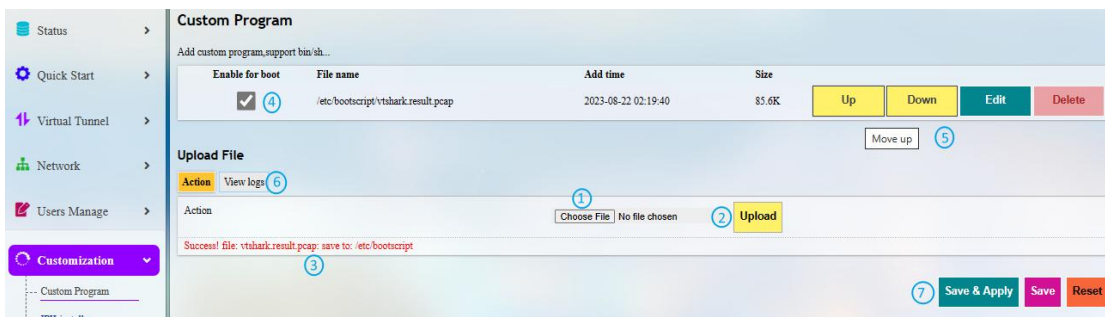 Status
Quick Start
Virtual Tunnel
Network
Users Manage
Customization
Custom Program
Custom Program
Add custom program,support bin/sh...
Enable for boot File name Add time Size
4 /etc/bootscript/vtshark.result.pcap 2023-08-22 02:19:40 85.6K Up Down Edit Delete
Move up 5
Upload File
Action View logs 6
1
Action Choose File No file chosen 2 Upload
Success! file: vtshark.result.pcap: save to: /etc/bootscript
3
7 Save & Apply Save Reset